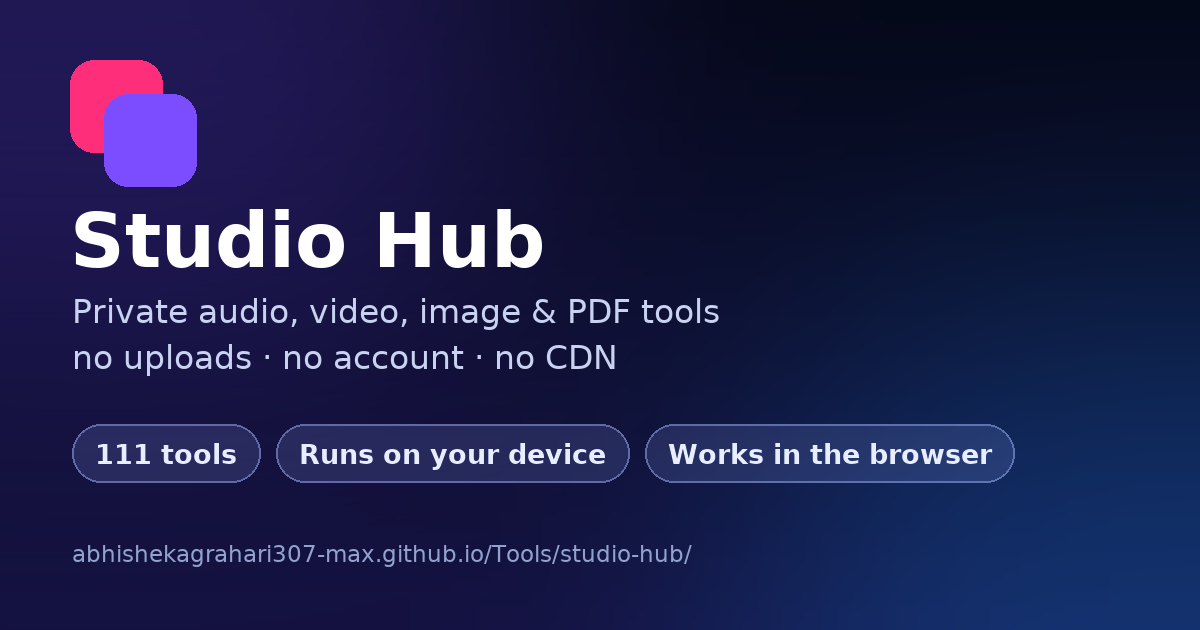 Studio Hub
Private audio, video, image & PDF tools
no uploads · no account · no CDN
111 tools
Runs on your device
Works in the browser
abhishekagrahari307-max.github.io/Tools/studio-hub/